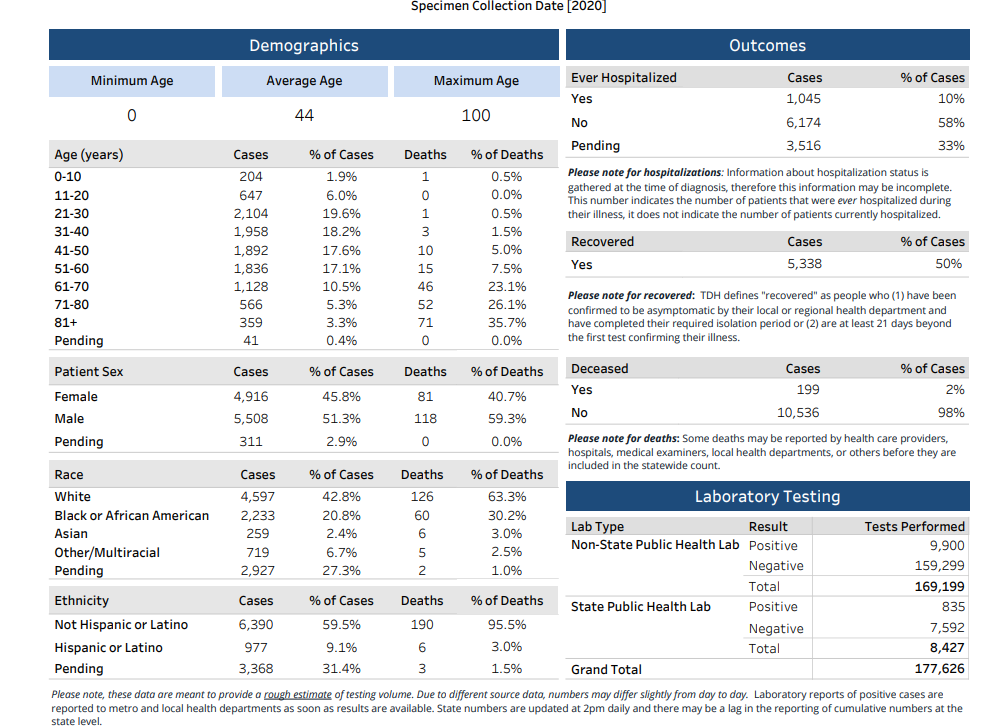 Specimen Collection Date [2020]
Demographics
Minimum Age Average Age Maximum Age
0 44 100
Age (years) Cases % of Cases Deaths % of Deaths
0-10 204 1.9% 1 0.5%
11-20 647 6.0% 0 0.0%
21-30 2,104 19.6% 1 0.5%
31-40 1,958 18.2% 3 1.5%
41-50 1,892 17.6% 10 5.0%
51-60 1,836 17.1% 15 7.5%
61-70 1,128 10.5% 46 23.1%
71-80 566 5.3% 52 26.1%
81+ 359 3.3% 71 35.7%
Pending 41 0.4% 0 0.0%
Patient Sex Cases % of Cases Deaths % of Deaths
Female 4,916 45.8% 81 40.7%
Male 5,508 51.3% 118 59.3%
Pending 311 2.9% 0 0.0%
Race Cases % of Cases Deaths % of Deaths
White 4,597 42.8% 126 63.3%
Black or African American 2,233 20.8% 60 30.2%
Asian 259 2.4% 6 3.0%
Other/Multiracial 719 6.7% 5 2.5%
Pending 2,927 27.3% 2 1.0%
Ethnicity Cases % of Cases Deaths % of Deaths
Not Hispanic or Latino 6,390 59.5% 190 95.5%
Hispanic or Latino 977 9.1% 6 3.0%
Pending 3,368 31.4% 3 1.5%
Outcomes
Ever Hospitalized Cases % of Cases
Yes 1,045 10%
No 6,174 58%
Pending 3,516 33%
Please note for hospitalizations: Information about hospitalization status is
gathered at the time of diagnosis, therefore this information may be incomplete.
This number indicates the number of patients that were ever hospitalized during
their illness, it does not indicate the number of patients currently hospitalized.
Recovered Cases % of Cases
Yes 5,338 50%
Please note for recovered: TDH defines "recovered" as people who (1) have been
confirmed to be asymptomatic by their local or regional health department and
have completed their required isolation period or (2) are at least 21 days beyond
the first test confirming their illness.
Deceased Cases % of Cases
Yes 199 2%
No 10,536 98%
Please note for deaths: Some deaths may be reported by health care providers,
hospitals, medical examiners, local health departments, or others before they are
included in the statewide count.
Laboratory Testing
Lab Type Result Tests Performed
Non-State Public Health Lab Positive 9,900
Negative 159,299
Total 169,199
State Public Health Lab Positive 835
Negative 7,592
Total 8,427
Grand Total 177,626
Please note, these data are meant to provide a rough estimate of testing volume. Due to different source data, numbers may differ slightly from day to day. Laboratory reports of positive cases are
reported to metro and local health departments as soon as results are available. State numbers are updated at 2pm daily and there may be a lag in the reporting of cumulative numbers at the
state level.